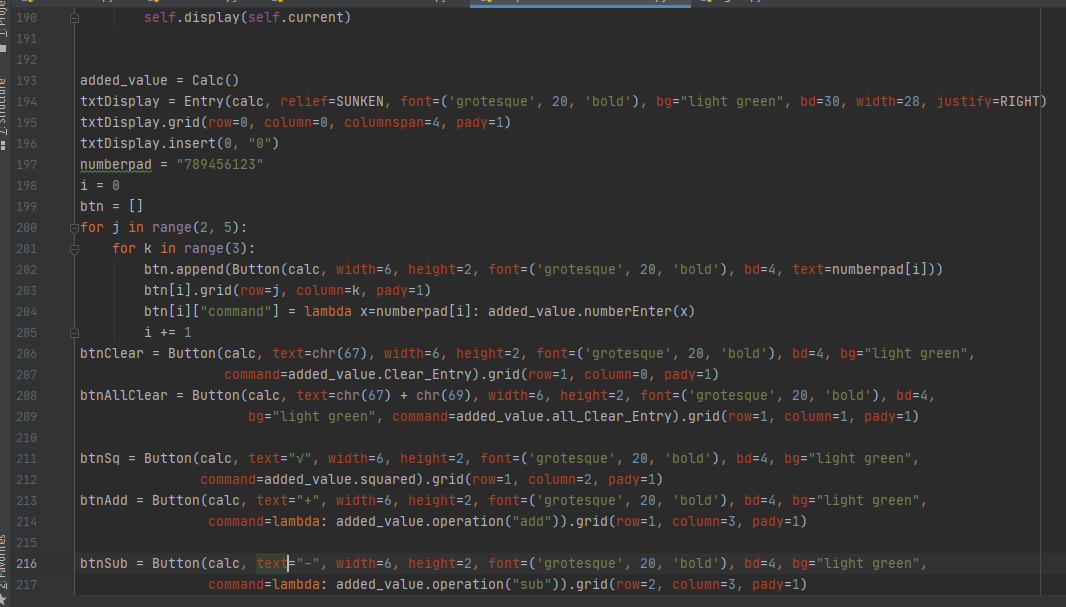 190 self.display(self.current)
191
192
193 added_value = Calc()
194 txtDisplay = Entry(calc, relief=SUNKEN, font=('grotesque', 20, 'bold'), bg="light green", bd=30, width=28, justify=RIGHT)
195 txtDisplay.grid(row=0, column=0, columnspan=4, pady=1)
196 txtDisplay.insert(0, "0")
197 numberpad = "789456123"
198 i = 0
199 btn = []
200 for j in range(2, 5):
201 for k in range(3):
202 btn.append(Button(calc, width=6, height=2, font=('grotesque', 20, 'bold'), bd=4, text=numberpad[i]))
203 btn[i].grid(row=j, column=k, pady=1)
204 btn[i]["command"] = lambda x=numberpad[i]: added_value.numberEnter(x)
205 i += 1
206 btnClear = Button(calc, text=chr(67), width=6, height=2, font=('grotesque', 20, 'bold'), bd=4, bg="light green",
207 command=added_value.Clear_Entry).grid(row=1, column=0, pady=1)
208 btnAllClear = Button(calc, text=chr(67) + chr(69), width=6, height=2, font=('grotesque', 20, 'bold'), bd=4,
209 bg="light green", command=added_value.all_Clear_Entry).grid(row=1, column=1, pady=1)
210
211 btnSq = Button(calc, text="√", width=6, height=2, font=('grotesque', 20, 'bold'), bd=4, bg="light green",
212 command=added_value.squared).grid(row=1, column=2, pady=1)
213 btnAdd = Button(calc, text="+", width=6, height=2, font=('grotesque', 20, 'bold'), bd=4, bg="light green",
214 command=lambda: added_value.operation("add")).grid(row=1, column=3, pady=1)
215
216 btnSub = Button(calc, text="-", width=6, height=2, font=('grotesque', 20, 'bold'), bd=4, bg="light green",
217 command=lambda: added_value.operation("sub")).grid(row=2, column=3, pady=1)
2: Favorites